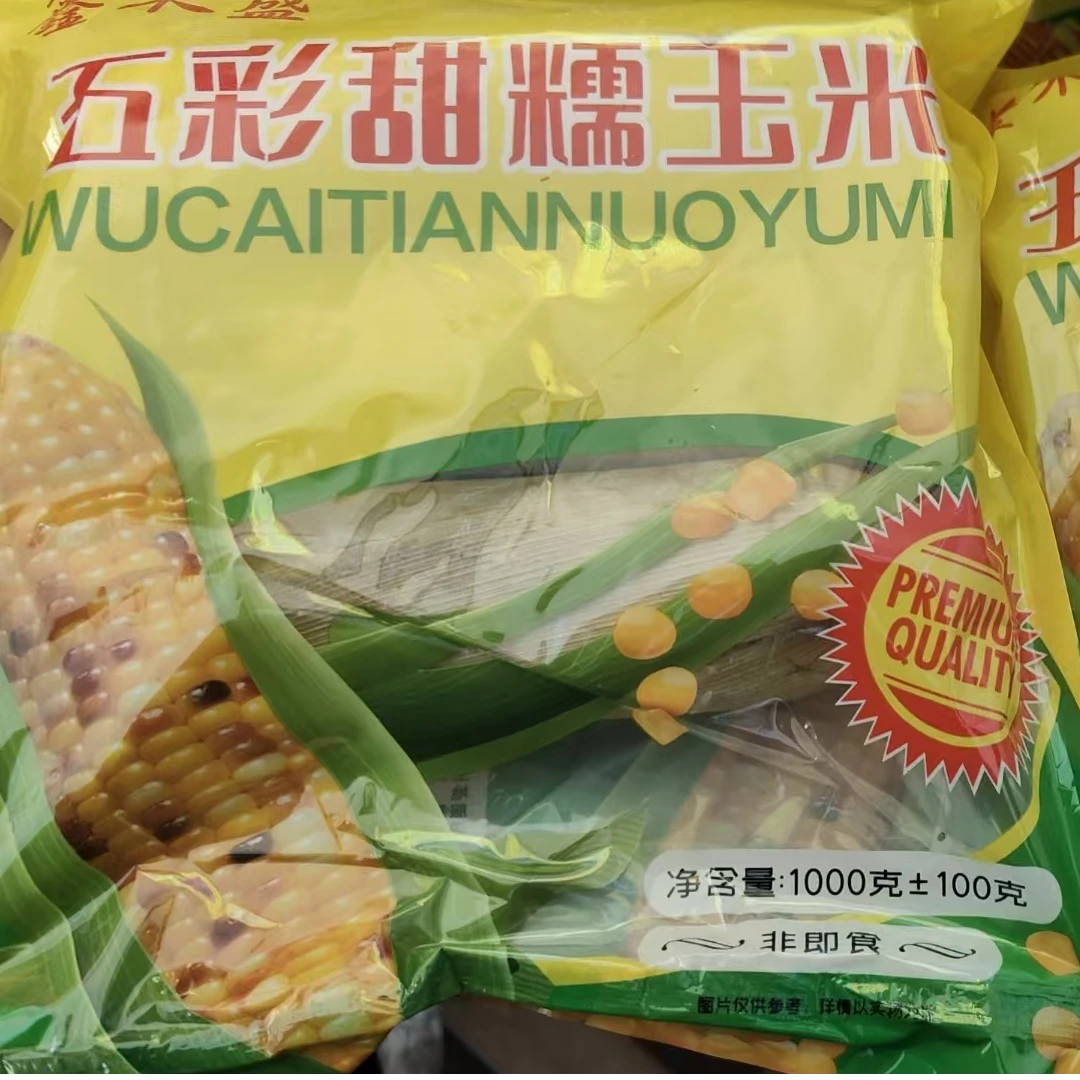 五彩甜糯玉米
WUCAITIANNUOYUMI
PREMIUM
QUALITY
净含量:1000克±100克
非即食
图片仅供参考